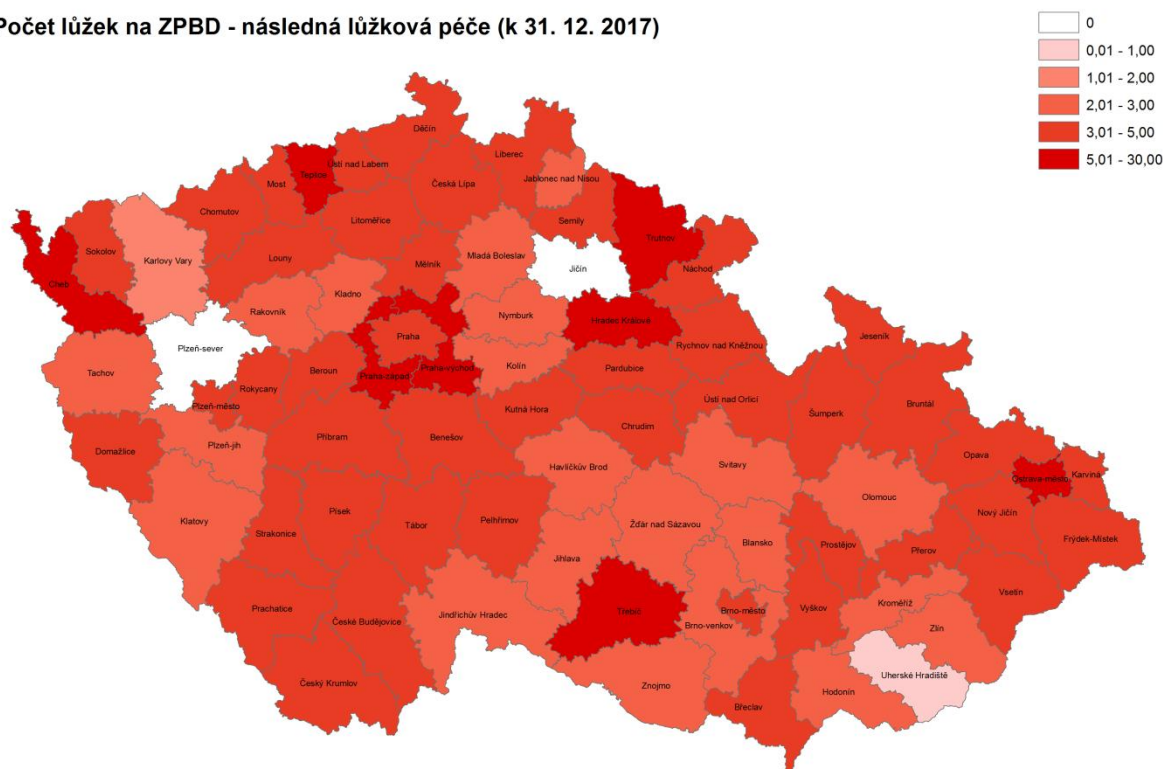 Počet lůžek na ZPBD - následná lůžková péče (k 31. 12. 2017)
0
0,01 - 1,00
1,01 - 2,00
2,01 - 3,00
3,01 - 5,00
5,01 - 30,00
Děčín
Liberec
Ústí nad Labem
Teplice
Jablonec nad Nisou
Most
Česká Lípa
Chomutov
Litoměřice
Semily
Trutnov
Sokolov
Karlovy Vary
Louny
Mělník
Mladá Boleslav
Jičín
Náchod
Cheb
Kladno
Rakovník
Nymburk
Hradec Králové
Jeseník
Praha
Plzeň-sever
Rychnov nad Kněžnou
Tachov
Beroun
Praha-západ
Praha-východ
Kolín
Pardubice
Rokycany
Ústí nad Orlicí
Bruntál
Plzeň-město
Kutná Hora
Chrudim
Šumperk
Domažlice
Plzeň-jih
Příbram
Benešov
Opava
Havlíčkův Brod
Svitavy
Ostrava-město
Karviná
Olomouc
Klatovy
Písek
Pelhřimov
Nový Jičín
Tábor
Žďár nad Sázavou
Strakonice
Blansko
Prostějov
Přerov
Frýdek-Místek
Jihlava
Vsetín
Prachatice
České Budějovice
Jindřichův Hradec
Třebíč
Brno-město
Vyškov
Kroměříž
Brno-venkov
Zlín
Uherské Hradiště
Český Krumlov
Znojmo
Hodonín
Břeclav